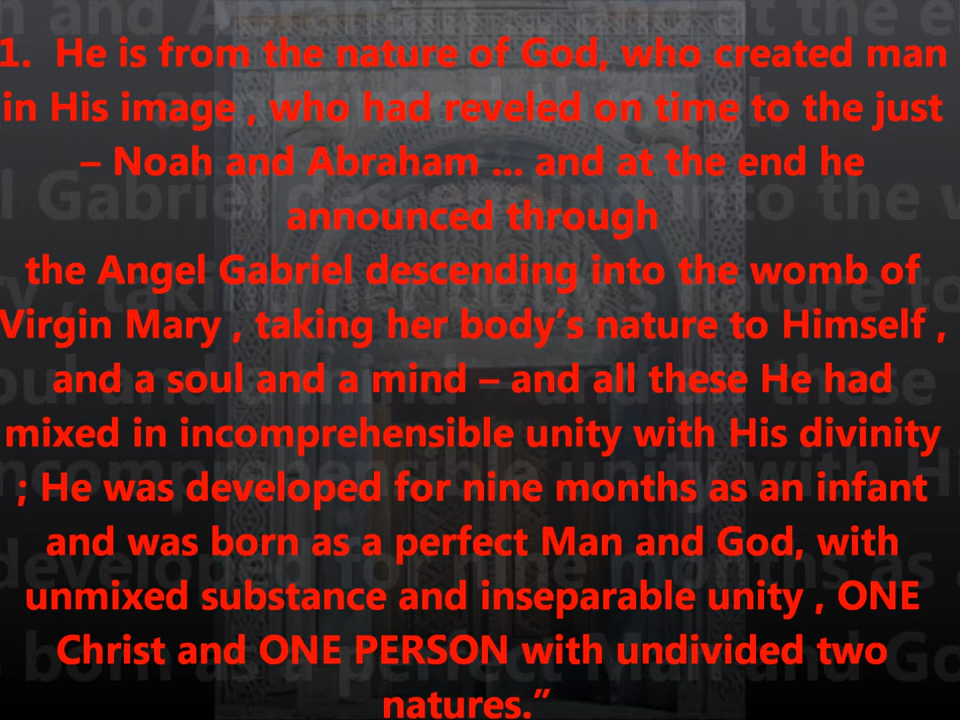 1. He is from the nature of God, who created man
in His image , who had reveled on time to the just
– Noah and Abraham ... and at the end he
announced through
the Angel Gabriel descending into the womb of
Virgin Mary , taking her body’s nature to Himself ,
and a soul and a mind – and all these He had
mixed in incomprehensible unity with His divinity
; He was developed for nine months as an infant
and was born as a perfect Man and God, with
unmixed substance and inseparable unity , ONE
Christ and ONE PERSON with undivided two
natures.”